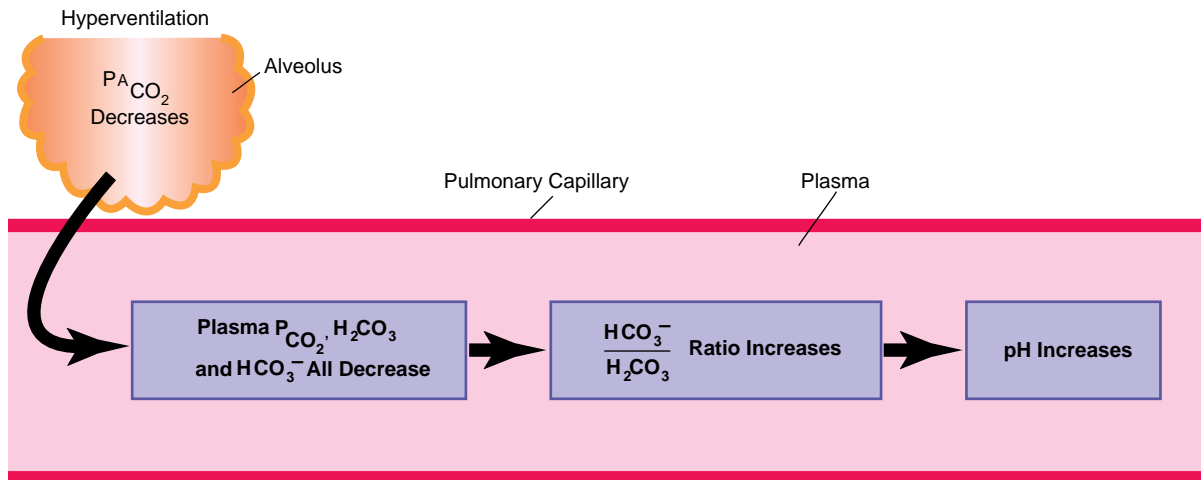 Hyperventilation
Alveolus
PACO₂
Decreases
Pulmonary Capillary
Plasma
Plasma PCO₂, H₂CO₃
and HCO₃⁻ All Decrease
HCO₃⁻
H₂CO₃
Ratio Increases
pH Increases